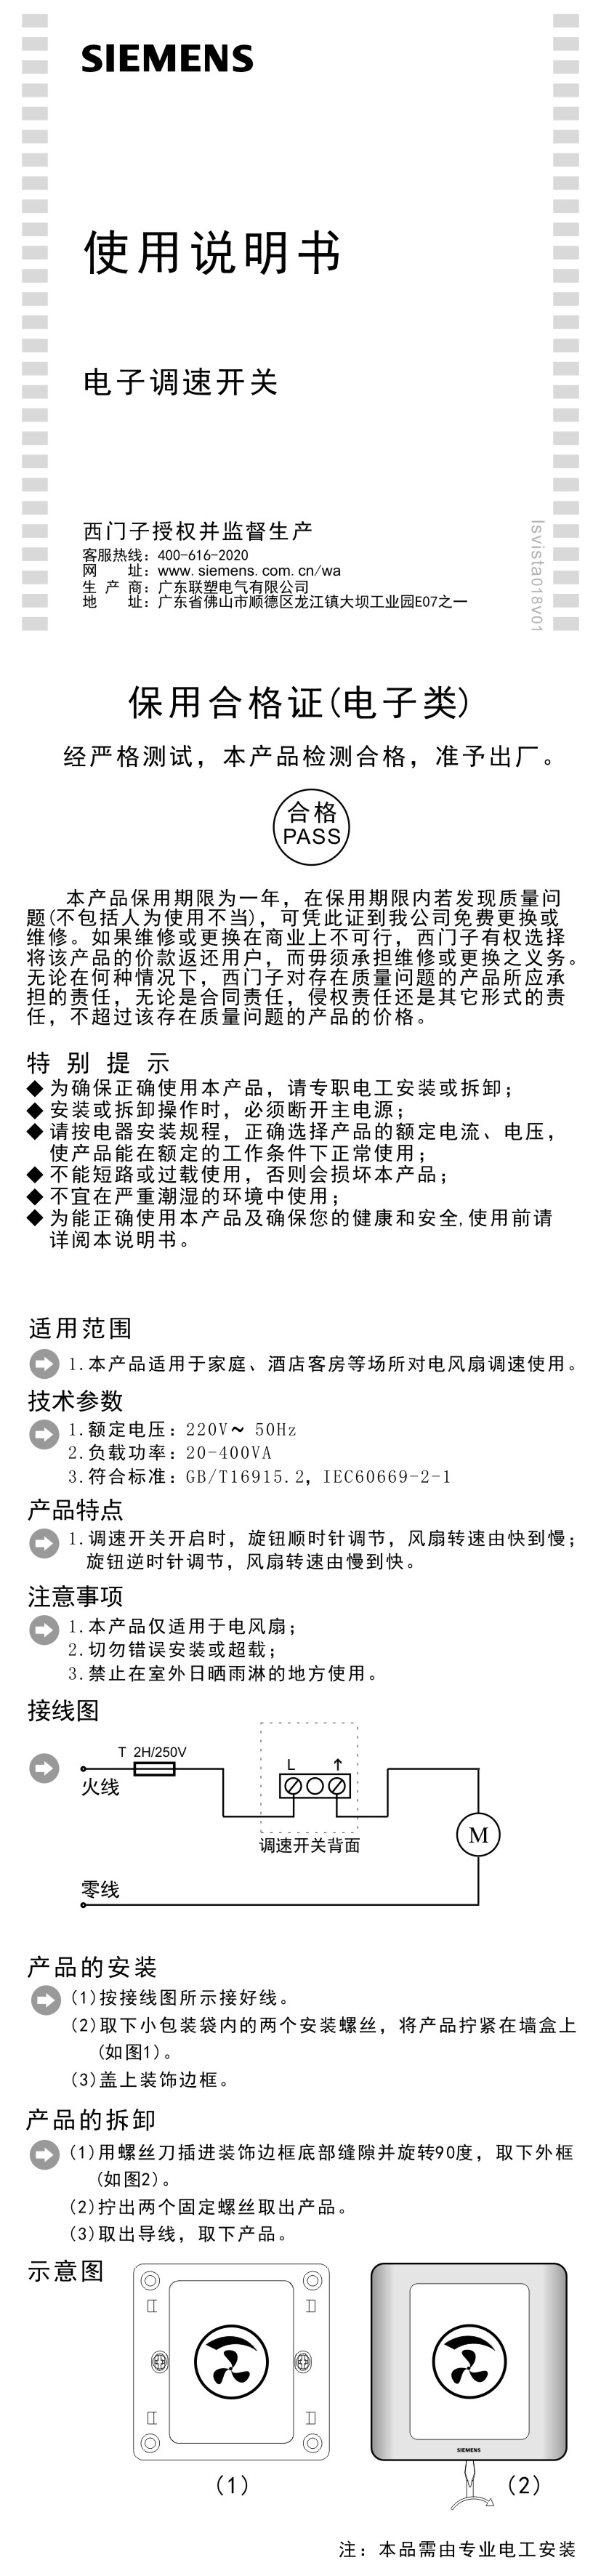 SIEMENS
使用说明书
电子调速开关
西门子授权并监督生产
客服热线：400-616-2020
网 址：www.siemens.com.cn/wa
生 产 商：广东联塑电气有限公司
地 址：广东省佛山市顺德区龙江镇大坝工业园E07之一
lsvista018v01
保用合格证(电子类)
经严格测试，本产品检测合格，准予出厂。
合格
PASS
本产品保用期限为一年，在保用期限内若发现质量问
题(不包括人为使用不当)，可凭此证到我公司免费更换或
维修。如果维修或更换在商业上不可行，西门子有权选择
将该产品的价款返还用户，而毋须承担维修或更换之义务。
无论在何种情况下，西门子对存在质量问题的产品所应承
担的责任，无论是合同责任，侵权责任还是其它形式的责
任，不超过该存在质量问题的产品的价格。
特 别 提 示
◆为确保正确使用本产品，请专职电工安装或拆卸；
◆安装或拆卸操作时，必须断开主电源；
◆请按电器安装规程，正确选择产品的额定电流、电压，
使产品能在额定的工作条件下正常使用；
◆不能短路或过载使用，否则会损坏本产品；
◆不宜在严重潮湿的环境中使用；
◆为能正确使用本产品及确保您的健康和安全,使用前请
详阅本说明书。
适用范围
1.本产品适用于家庭、酒店客房等场所对电风扇调速使用。
技术参数
1.额定电压：220V～ 50Hz
2.负载功率：20-400VA
3.符合标准：GB/T16915.2，IEC60669-2-1
产品特点
1.调速开关开启时，旋钮顺时针调节，风扇转速由快到慢；
旋钮逆时针调节，风扇转速由慢到快。
注意事项
1.本产品仅适用于电风扇；
2.切勿错误安装或超载；
3.禁止在室外日晒雨淋的地方使用。
接线图
T 2H/250V
L ↑
火线
调速开关背面
M
零线
产品的安装
(1)按接线图所示接好线。
(2)取下小包装袋内的两个安装螺丝，将产品拧紧在墙盒上
(如图1)。
(3)盖上装饰边框。
产品的拆卸
(1)用螺丝刀插进装饰边框底部缝隙并旋转90度，取下外框
(如图2)。
(2)拧出两个固定螺丝取出产品。
(3)取出导线，取下产品。
示意图
SIEMENS
(1) (2)
注：本品需由专业电工安装